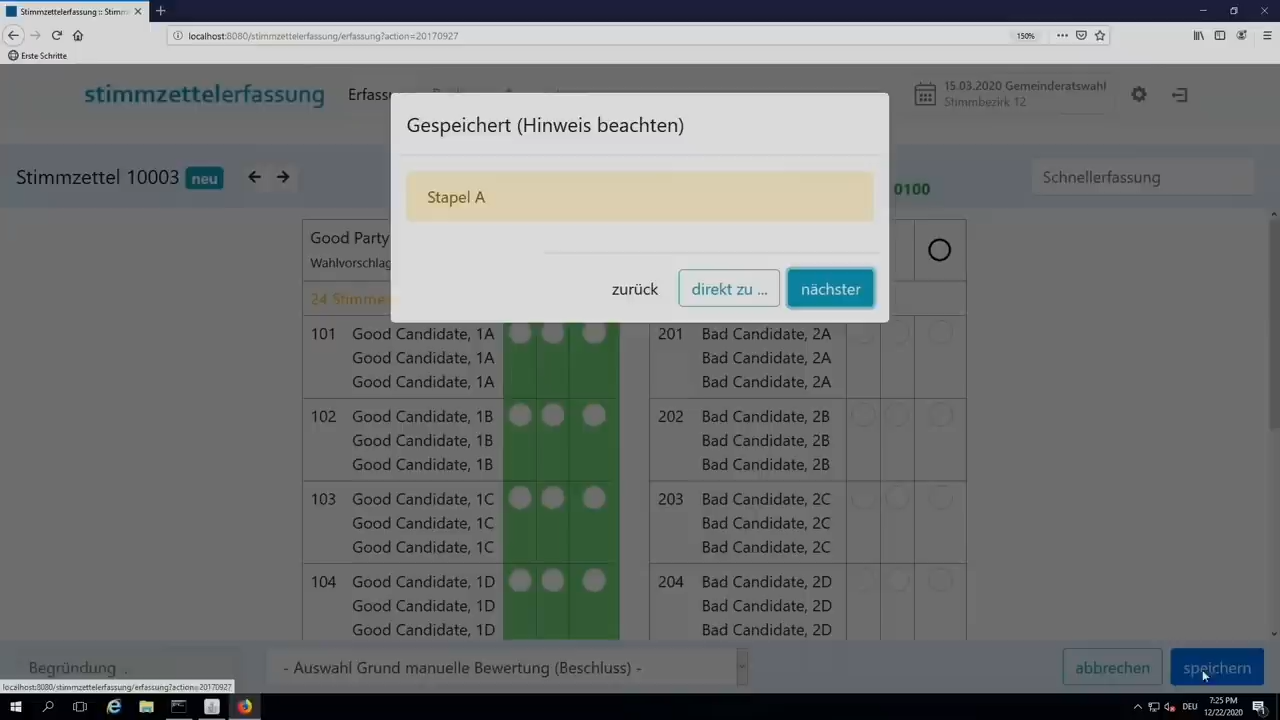 Stimmzettelerfassung :: Stimm
localhost:8080/stimmzettelerfassung/erfassung?action=20170927
150%
Erste Schritte
stimmzettelerfassung
Erfass
15.03.2020 Gemeinderatswahl
Stimmbezirk 12
Gespeichert (Hinweis beachten)
Stimmzettel 10003 neu
Stapel A
0100
Schnellerfassung
Good Party
Wahlvorschlag
zurück
direkt zu ...
nächster
24 Stimme
101 Good Candidate, 1A
Good Candidate, 1A
Good Candidate, 1A
201 Bad Candidate, 2A
Bad Candidate, 2A
Bad Candidate, 2A
102 Good Candidate, 1B
Good Candidate, 1B
Good Candidate, 1B
202 Bad Candidate, 2B
Bad Candidate, 2B
Bad Candidate, 2B
103 Good Candidate, 1C
Good Candidate, 1C
Good Candidate, 1C
203 Bad Candidate, 2C
Bad Candidate, 2C
Bad Candidate, 2C
104 Good Candidate, 1D
Good Candidate, 1D
Good Candidate, 1D
204 Bad Candidate, 2D
Bad Candidate, 2D
Bad Candidate, 2D
Begründung ..
- Auswahl Grund manuelle Bewertung (Beschluss) -
abbrechen
speichern
localhost:8080/stimmzettelerfassung/erfassung?action=20170927
DEU
7:25 PM
12/22/2020